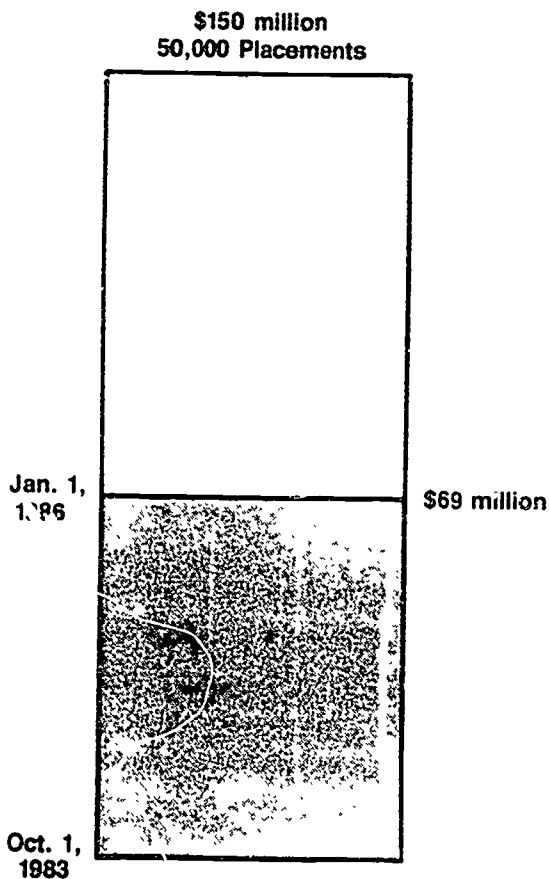 $150 million
50,000 Placements
Jan. 1,
$69 million
Oct. 1,
1983